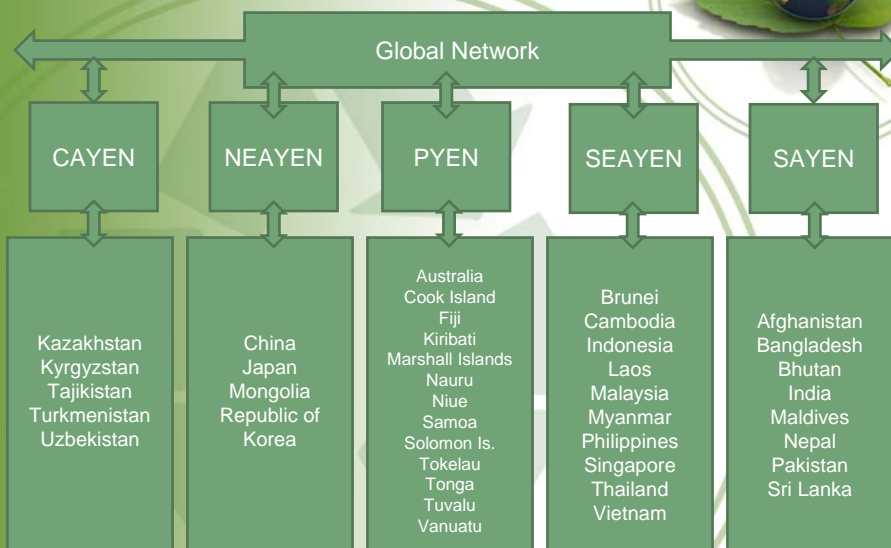 Global Network
CAYEN
NEAYEN
PYEN
SEAYEN
SAYEN
Kazakhstan
Kyrgyzstan
Tajikistan
Turkmenistan
Uzbekistan
China
Japan
Mongolia
Republic of
Korea
Australia
Cook Island
Fiji
Kiribati
Marshall Islands
Nauru
Niue
Samoa
Solomon Is.
Tokelau
Tonga
Tuvalu
Vanuatu
Brunei
Cambodia
Indonesia
Laos
Malaysia
Myanmar
Philippines
Singapore
Thailand
Vietnam
Afghanistan
Bangladesh
Bhutan
India
Maldives
Nepal
Pakistan
Sri Lanka